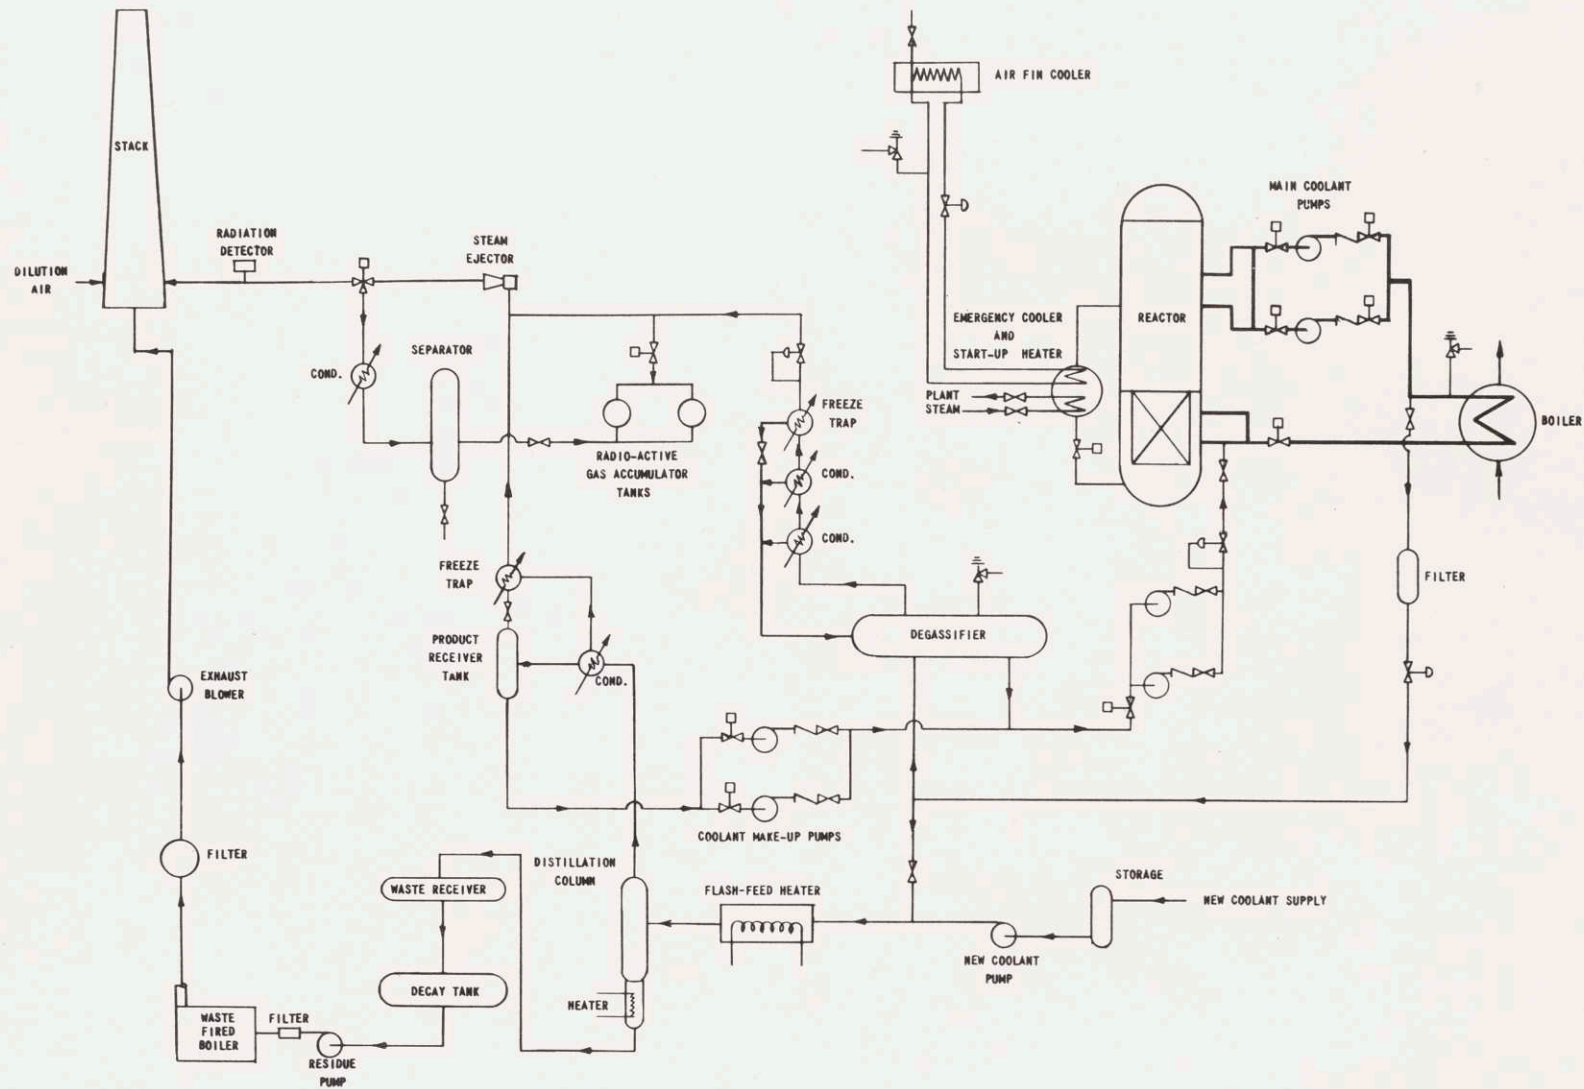 AIR FIN COOLER
STACK
MAIN COOLANT
PUMPS
RADIATION
DETECTOR
STEAM
EJECTOR
DILUTION
AIR
EMERGENCY COOLER
AND
START-UP HEATER
REACTOR
SEPARATOR
COND.
PLANT
STEAM
FREEZE
TRAP
BOILER
RADIO-ACTIVE
GAS ACCUMULATOR
TANKS
COND.
COND.
FREEZE
TRAP
FILTER
PRODUCT
RECEIVER
TANK
DEGASSIFIER
COND.
EXHAUST
BLOWER
COOLANT MAKE-UP PUMPS
FILTER
DISTILLATION
COLUMN
WASTE RECEIVER
FLASH-FEED HEATER
STORAGE
NEW COOLANT SUPPLY
NEW COOLANT
PUMP
DECAY TANK
HEATER
WASTE
FIRED
BOILER
FILTER
RESIDUE
PUMP